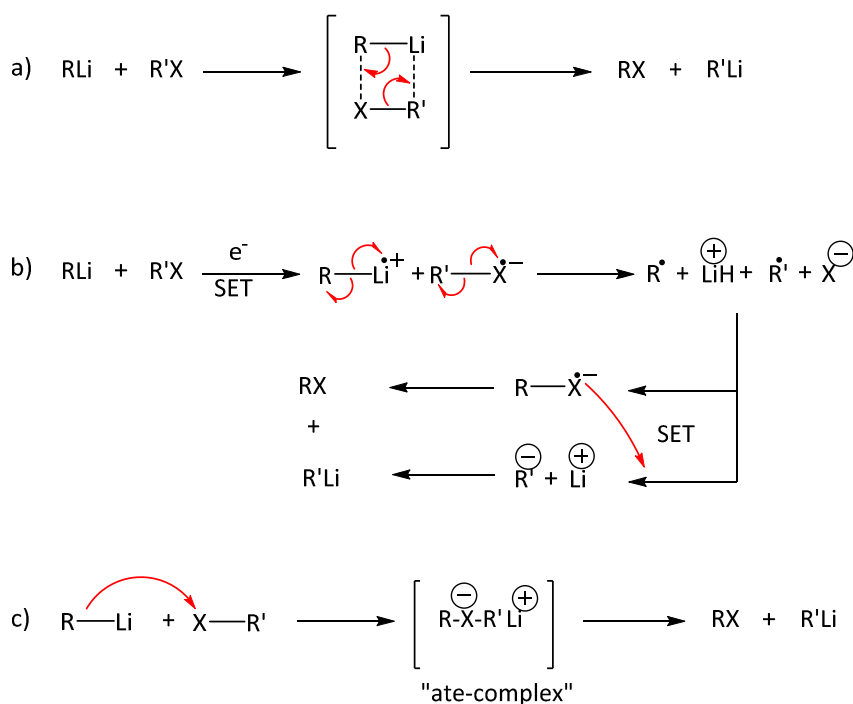 a) RLi + R'X R Li X R' RX + R'Li
b) RLi + R'X e⁻ SET R Li•+ + R' X•− R• + LiH⊕ + R'• + X⊖
RX R X•− SET
+
R'Li R'⊖ + Li⊕
c) R Li + X R' R-X⊖-R' Li⊕ RX + R'Li
"ate-complex"